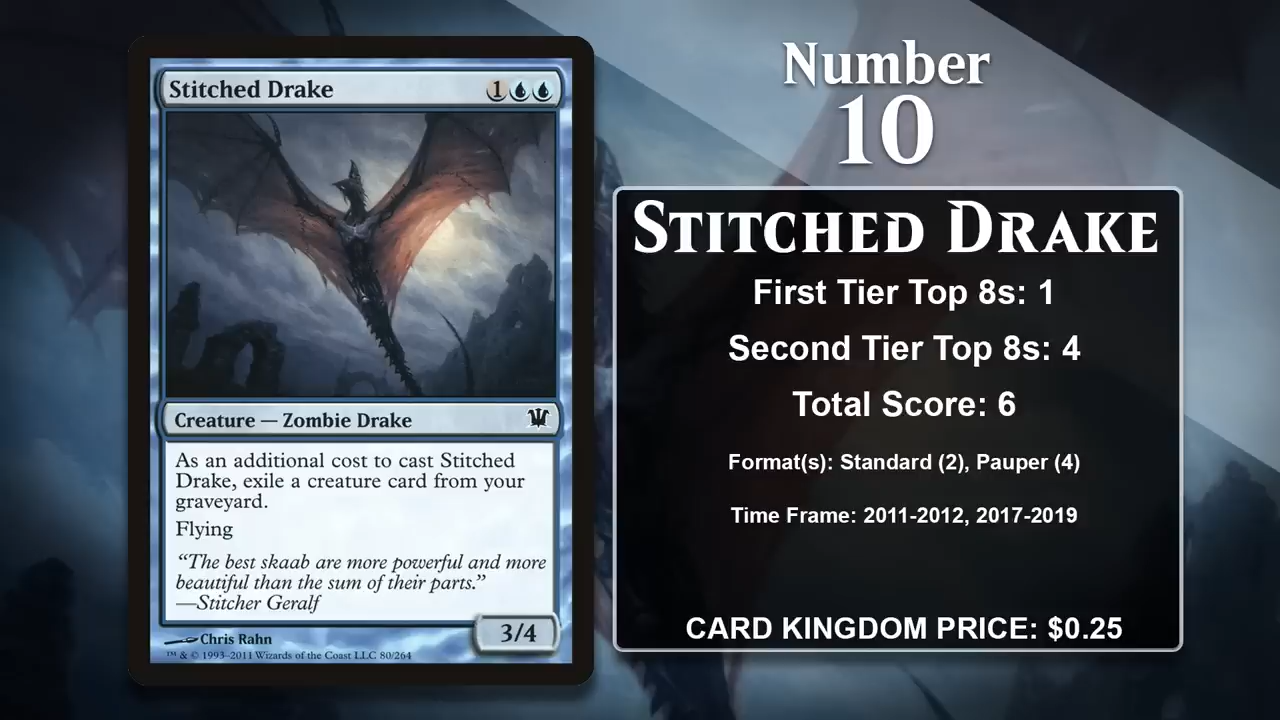 Stitched Drake
1
Creature — Zombie Drake
As an additional cost to cast Stitched
Drake, exile a creature card from your
graveyard.
Flying
“The best skaab are more powerful and more
beautiful than the sum of their parts.”
—Stitcher Geralf
3/4
Chris Rahn
™ & © 1993–2011 Wizards of the Coast LLC 80/264
Number
10
STITCHED DRAKE
First Tier Top 8s: 1
Second Tier Top 8s: 4
Total Score: 6
Format(s): Standard (2), Pauper (4)
Time Frame: 2011-2012, 2017-2019
CARD KINGDOM PRICE: $0.25